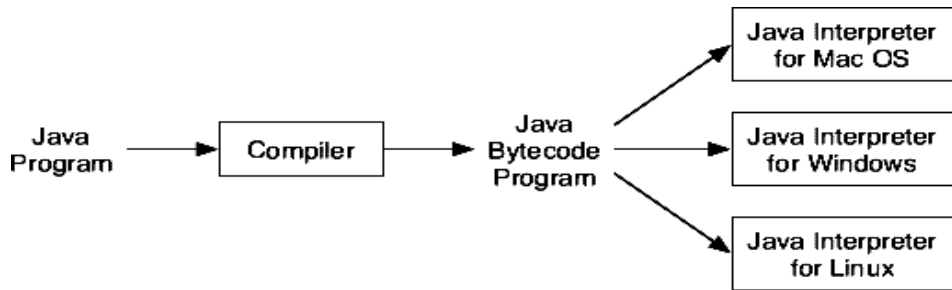 Java
Program
Compiler
Java
Bytecode
Program
Java Interpreter
for Mac OS
Java Interpreter
for Windows
Java Interpreter
for Linux